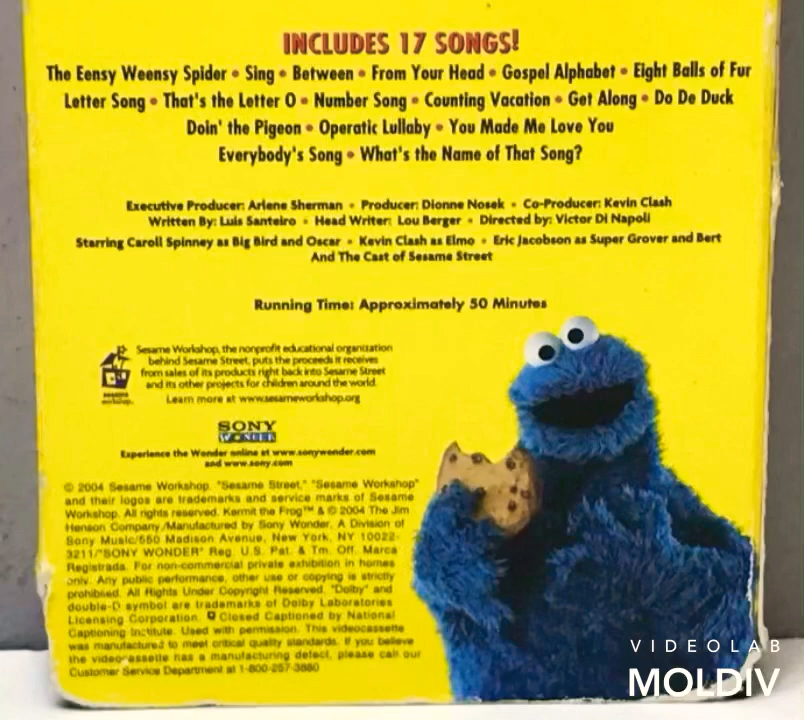 INCLUDES 17 SONGS!
The Eensy Weensy Spider • Sing • Between • From Your Head • Gospel Alphabet • Eight Balls of Fur
Letter Song • That's the Letter O • Number Song • Counting Vacation • Get Along • Do De Duck
Doin' the Pigeon • Operatic Lullaby • You Made Me Love You
Everybody's Song • What's the Name of That Song?
Executive Producer: Arlene Sherman • Producer: Dionne Nosek • Co-Producer: Kevin Clash
Written By: Luis Santeiro • Head Writer: Lou Berger • Directed by: Victor Di Napoli
Starring Caroll Spinney as Big Bird and Oscar • Kevin Clash as Elmo • Eric Jacobson as Super Grover and Bert
And The Cast of Sesame Street
Running Time: Approximately 50 Minutes
Sesame Workshop, the nonprofit educational organization
behind Sesame Street, puts the proceeds it receives
from sales of its products right back into Sesame Street
and its other projects for children around the world.
Learn more at www.sesameworkshop.org
sesame workshop
SONY
WONDER
Experience the Wonder online at www.sonywonder.com
and www.sony.com
© 2004 Sesame Workshop. "Sesame Street," "Sesame Workshop"
and their logos are trademarks and service marks of Sesame
Workshop. All rights reserved. Kermit the Frog™ & © 2004 The Jim
Henson Company/Manufactured by Sony Wonder, A Division of
Sony Music/550 Madison Avenue, New York, NY 10022-
3211/"SONY WONDER" Reg. U.S. Pat. & Tm. Off. Marca
Registrada. For non-commercial private exhibition in homes
only. Any public performance, other use or copying is strictly
prohibited. All Rights Under Copyright Reserved. "Dolby" and
double-D symbol are trademarks of Dolby Laboratories
Licensing Corporation. Closed Captioned by National
Captioning Institute. Used with permission. This videocassette
was manufactured to meet critical quality standards. If you believe
the videocassette has a manufacturing defect, please call our
Customer Service Department at 1-800-257-3880
VIDEOLAB
MOLDIV